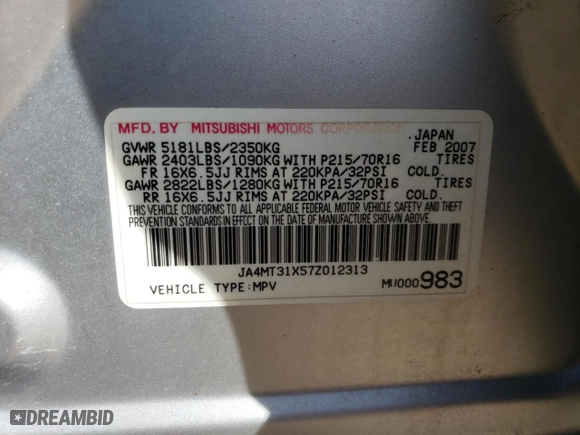 MFD. BY MITSUBISHI MOTORS CORPORATION, JAPAN
GVWR 5181LBS/2350KG FEB 2007
GAWR 2403LBS/1090KG WITH P215/70R16 TIRES
FR 16X6.5JJ RIMS AT 220KPA/32PSI COLD.
GAWR 2822LBS/1280KG WITH P215/70R16 TIRES
RR 16X6.5JJ RIMS AT 220KPA/32PSI COLD.
THIS VEHICLE CONFORMS TO ALL APPLICABLE FEDERAL MOTOR VEHICLE SAFETY AND THEFT
PREVENTION STANDARDS IN EFFECT ON THE DATE OF MANUFACTURE SHOWN ABOVE.
JA4MT31X57Z012313
VEHICLE TYPE:MPV MU000983
DREAMBID